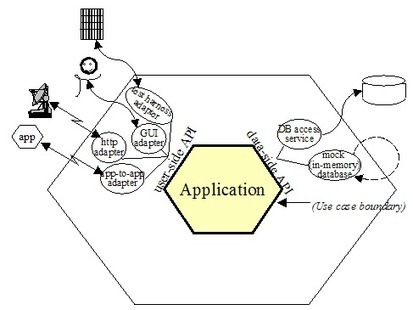 test harness
adapter
GUI
adapter
http
adapter
app
app-to-app
adapter
user-side API
Application
data-side API
DB access
service
mock
in-memory
database
(Use case boundary)